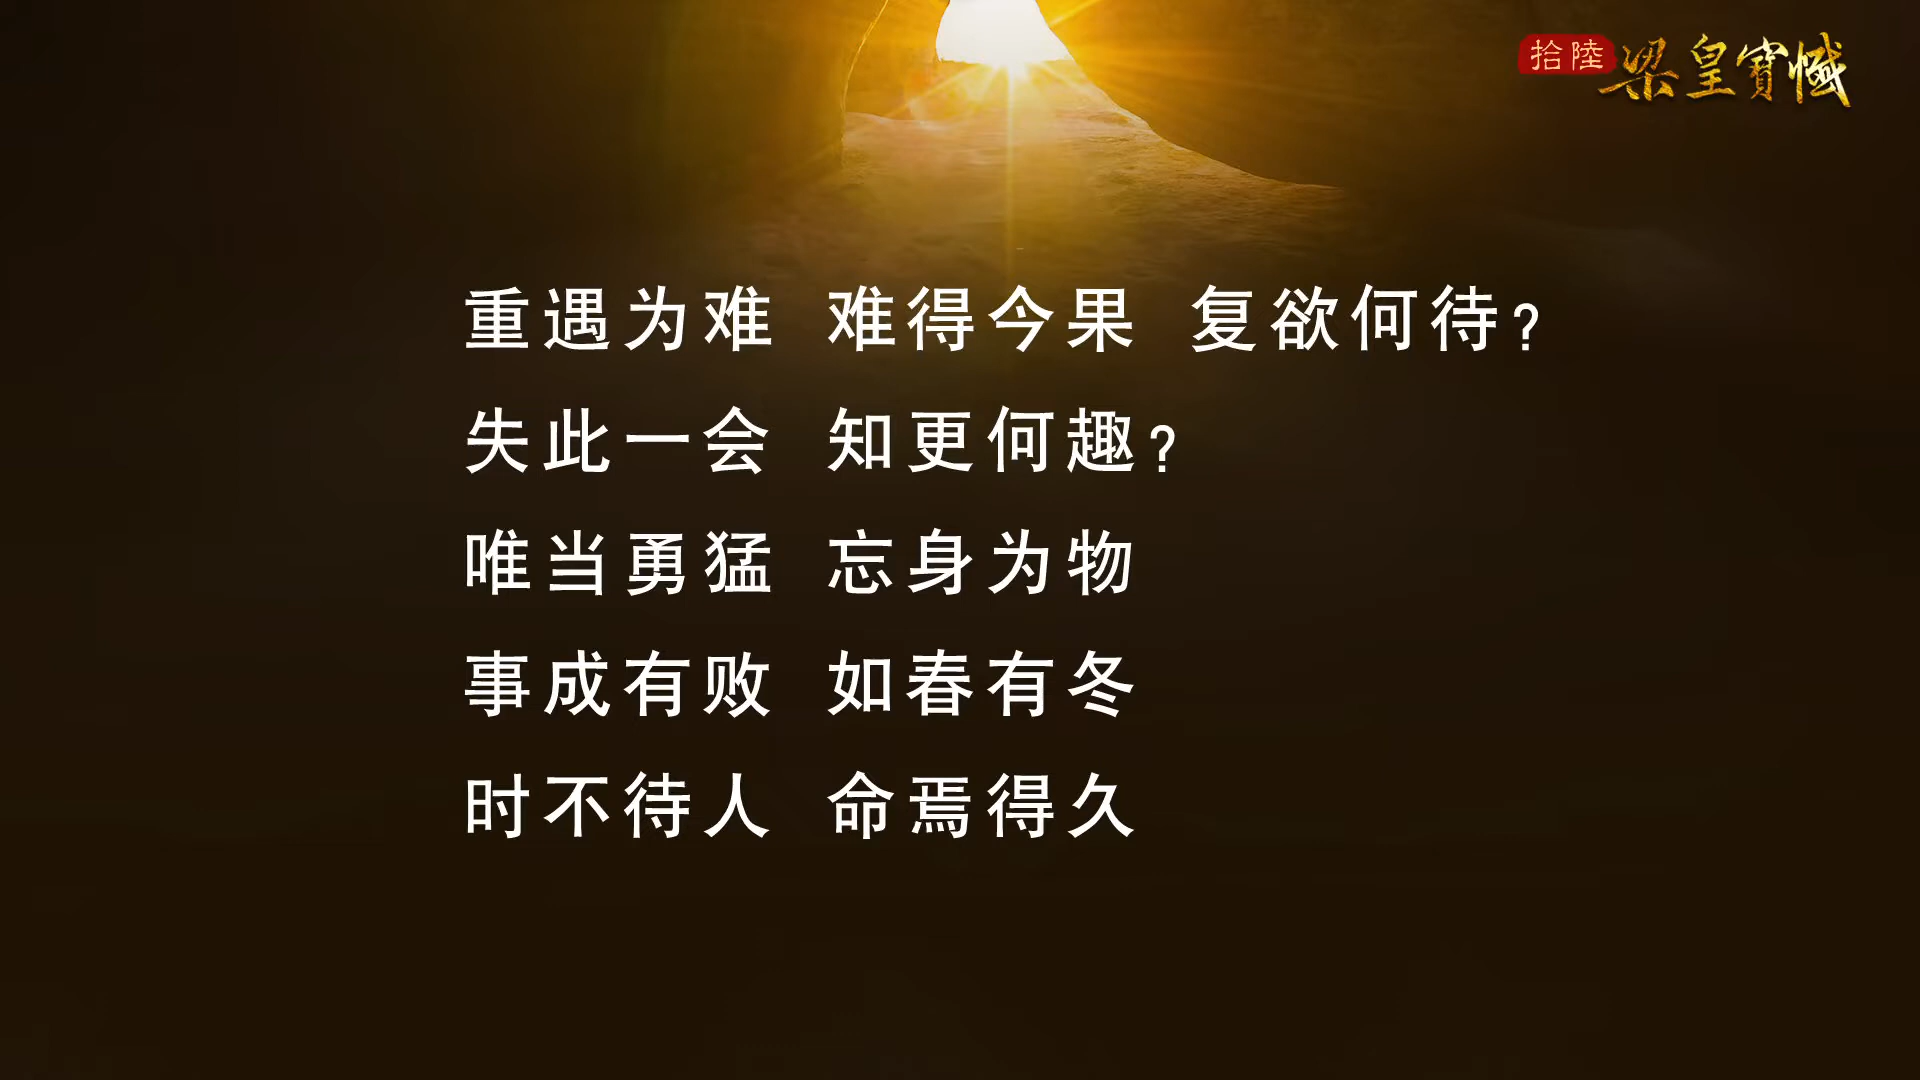 拾陸 梁皇寶懺
重遇为难 难得今果 复欲何待？
失此一会 知更何趣？
唯当勇猛 忘身为物
事成有败 如春有冬
时不待人 命焉得久